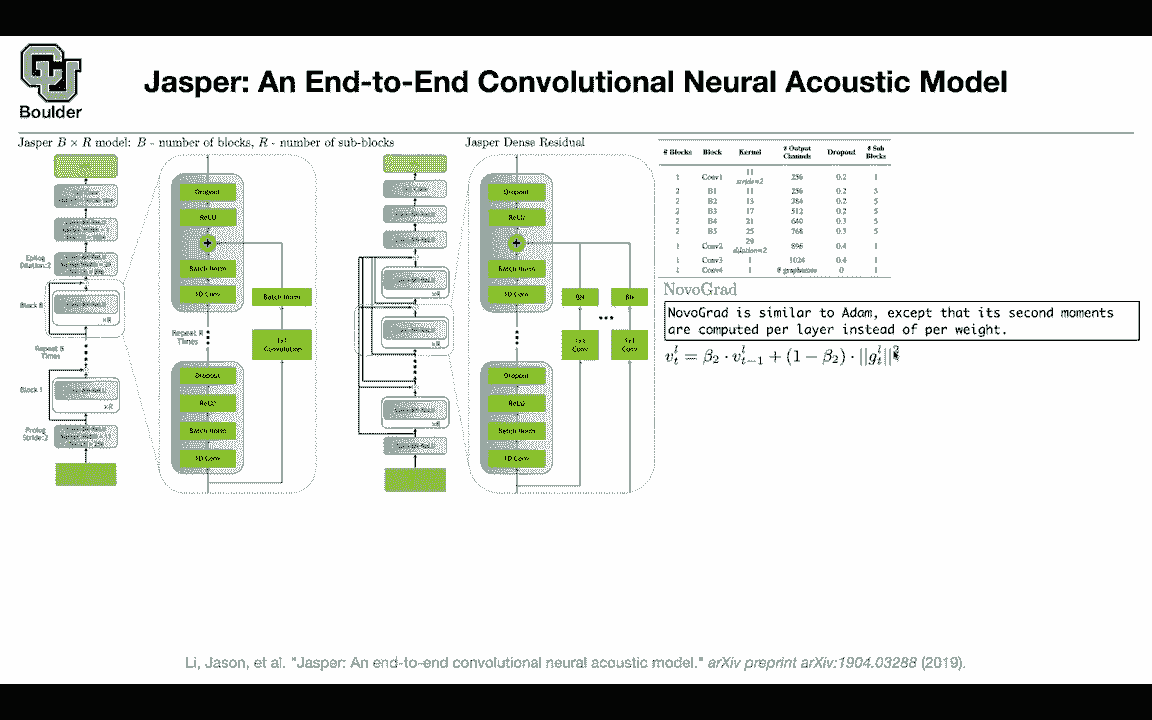 Boulder
Jasper: An End-to-End Convolutional Neural Acoustic Model
Jasper B × R model: B - number of blocks, R - number of sub-blocks
Epilog
Dilation:2
Block B
×R
Repeat B
Times
Block 1
×R
Prolog
Stride:2
Dropout
ReLU
+
Batch Norm
1D Conv
Batch Norm
Repeat R
Times
1x1
Convolution
Dropout
ReLU
Batch Norm
1D Conv
Jasper Dense Residual
×R
×R
×R
Dropout
ReLU
+
Batch Norm
1D Conv
BN
BN
...
1x1
Conv
1x1
Conv
Dropout
ReLU
Batch Norm
1D Conv
# Blocks Block Kernel # Output Channels Dropout # Sub Blocks
1 Conv1 11 stride=2 256 0.2 1
2 B1 11 256 0.2 5
2 B2 13 384 0.2 5
2 B3 17 512 0.2 5
2 B4 21 640 0.3 5
2 B5 25 768 0.3 5
1 Conv2 29 dilation=2 896 0.4 1
1 Conv3 1 1024 0.4 1
1 Conv4 1 # graphemes 0 1
NovoGrad
NovoGrad is similar to Adam, except that its second moments
are computed per layer instead of per weight.
v_t^l = β_2 · v_{t−1}^l + (1 − β_2) · ||g_t^l||^2
Li, Jason, et al. "Jasper: An end-to-end convolutional neural acoustic model." arXiv preprint arXiv:1904.03288 (2019).